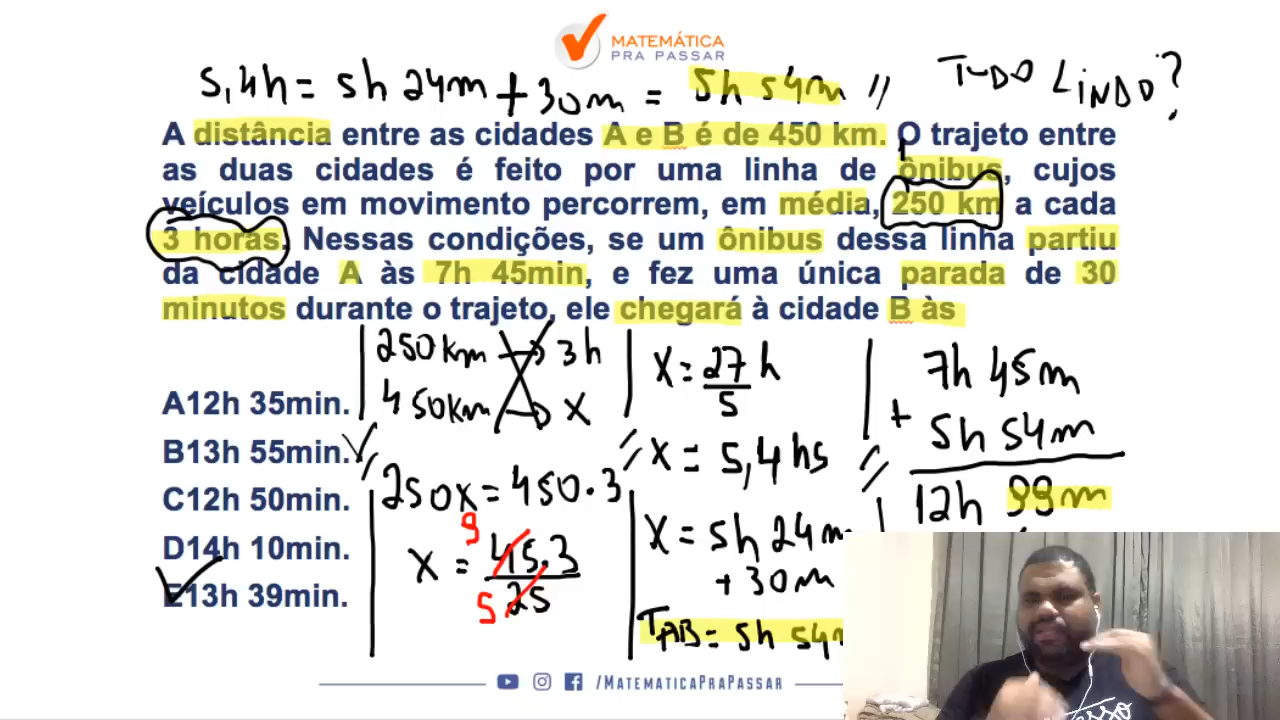 MATEMÁTICA
PRA PASSAR
5,4h = 5h 24m + 30m = 5h 54m //
TUDO LINDO?
A distância entre as cidades A e B é de 450 km. O trajeto entre
as duas cidades é feito por uma linha de ônibus, cujos
veículos em movimento percorrem, em média, 250 km a cada
3 horas. Nessas condições, se um ônibus dessa linha partiu
da cidade A às 7h 45min, e fez uma única parada de 30
minutos durante o trajeto, ele chegará à cidade B às
A12h 35min.
B13h 55min.
C12h 50min.
D14h 10min.
E13h 39min.
250km → 3h
450km → x
250x = 450.3
9
x = 45.3
5 25
x = 27 h
5
x = 5,4 hs
x = 5h 24m
+ 30m
TAB = 5h 54m
7h 45m
+ 5h 54m
12h 99m
/MATEMATICAPRAPASSAR